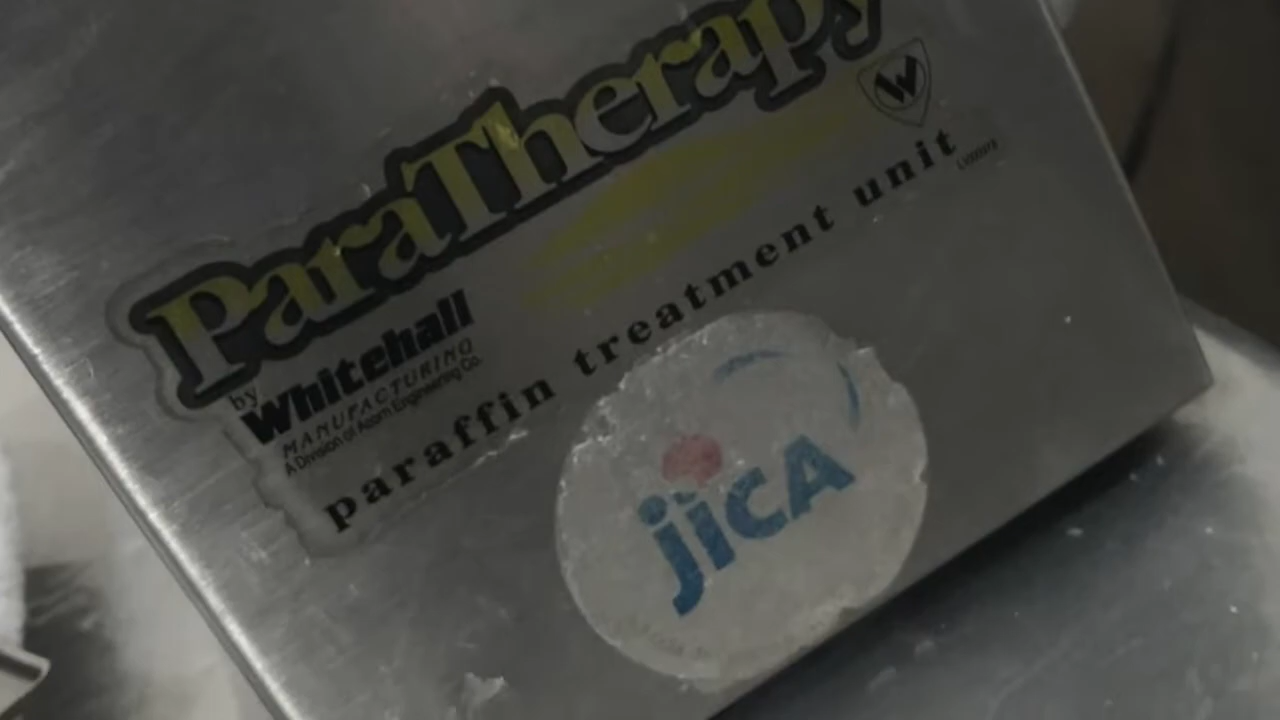 ParaTherapy
W
by
Whitehall
MANUFACTURING
A Division of Acorn Engineering Co.
paraffin treatment unit
jica